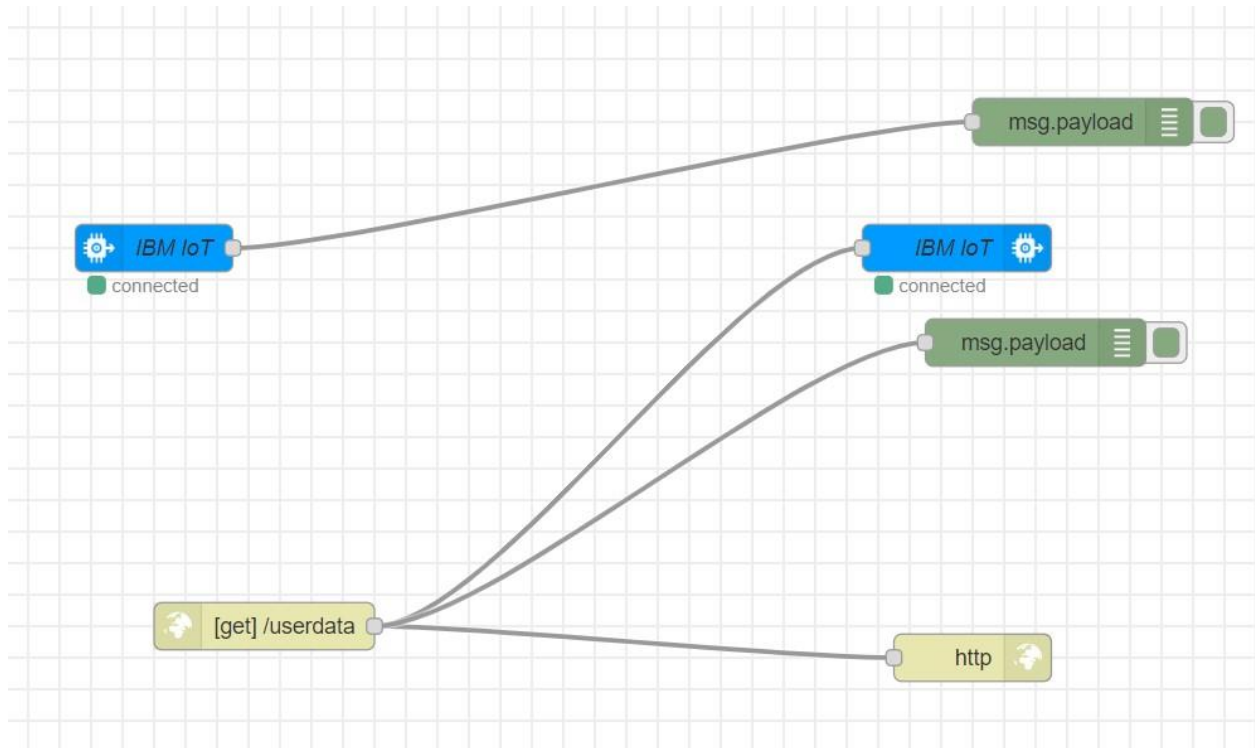 msg.payload
IBM IoT
connected
IBM IoT
connected
msg.payload
[get] /userdata
http